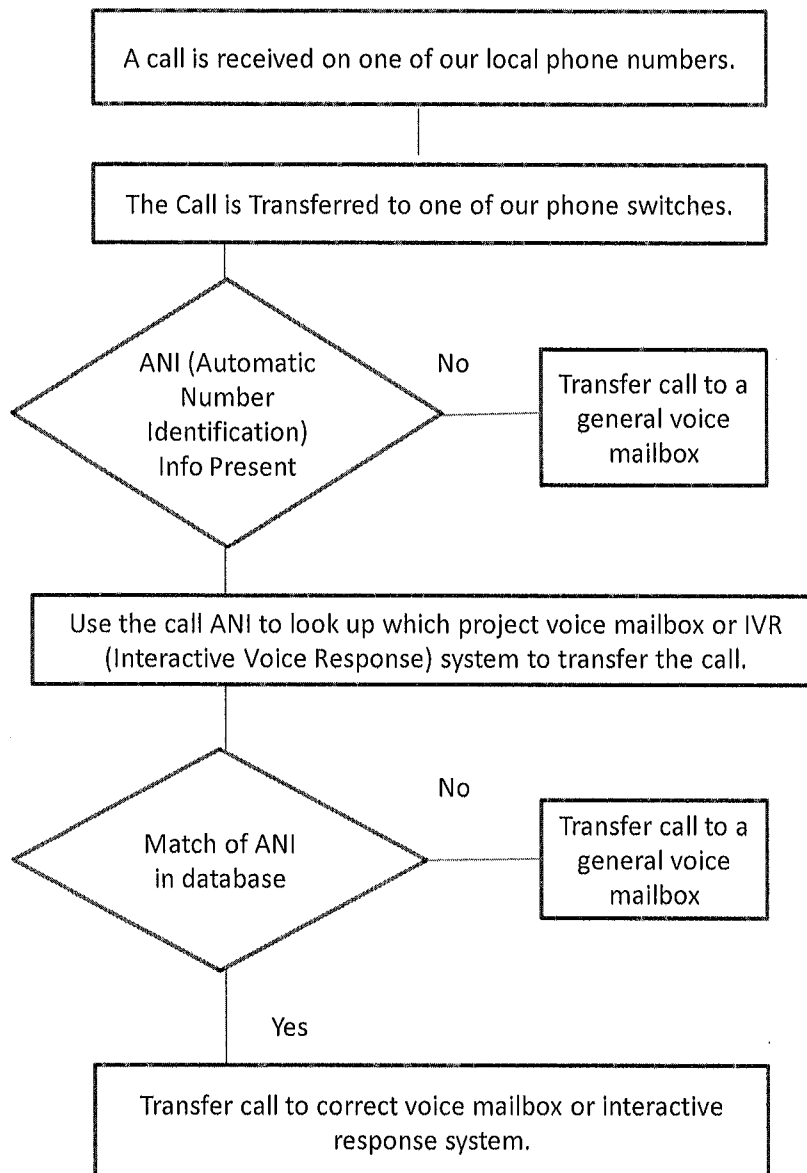 A call is received on one of our local phone numbers.
The Call is Transferred to one of our phone switches.
ANI (Automatic
Number
Identification)
Info Present
No
Transfer call to a
general voice
mailbox
Use the call ANI to look up which project voice mailbox or IVR
(Interactive Voice Response) system to transfer the call.
Match of ANI
in database
No
Transfer call to a
general voice
mailbox
Yes
Transfer call to correct voice mailbox or interactive
response system.